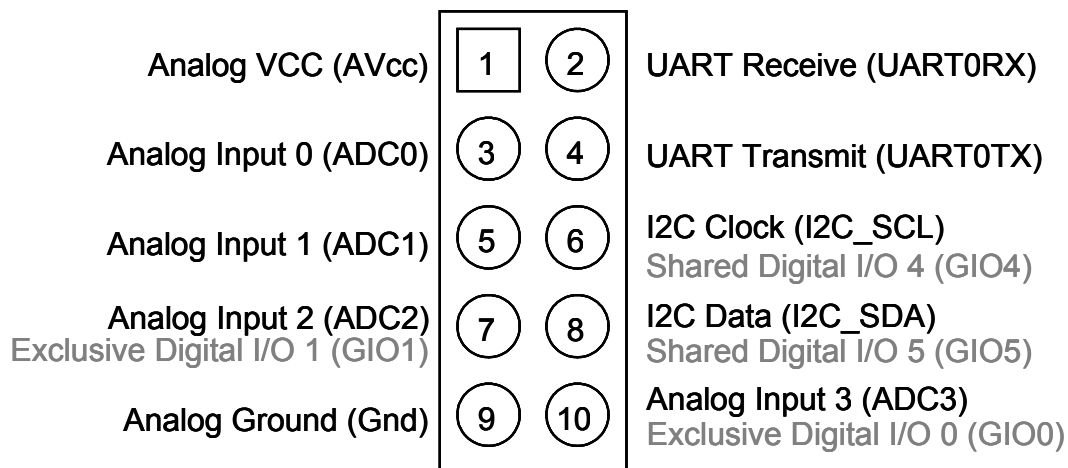 Analog VCC (AVcc) 1 2 UART Receive (UART0RX)
Analog Input 0 (ADC0) 3 4 UART Transmit (UART0TX)
Analog Input 1 (ADC1) 5 6 I2C Clock (I2C_SCL)
Shared Digital I/O 4 (GIO4)
Analog Input 2 (ADC2) 7 8 I2C Data (I2C_SDA)
Exclusive Digital I/O 1 (GIO1) Shared Digital I/O 5 (GIO5)
Analog Ground (Gnd) 9 10 Analog Input 3 (ADC3)
Exclusive Digital I/O 0 (GIO0)